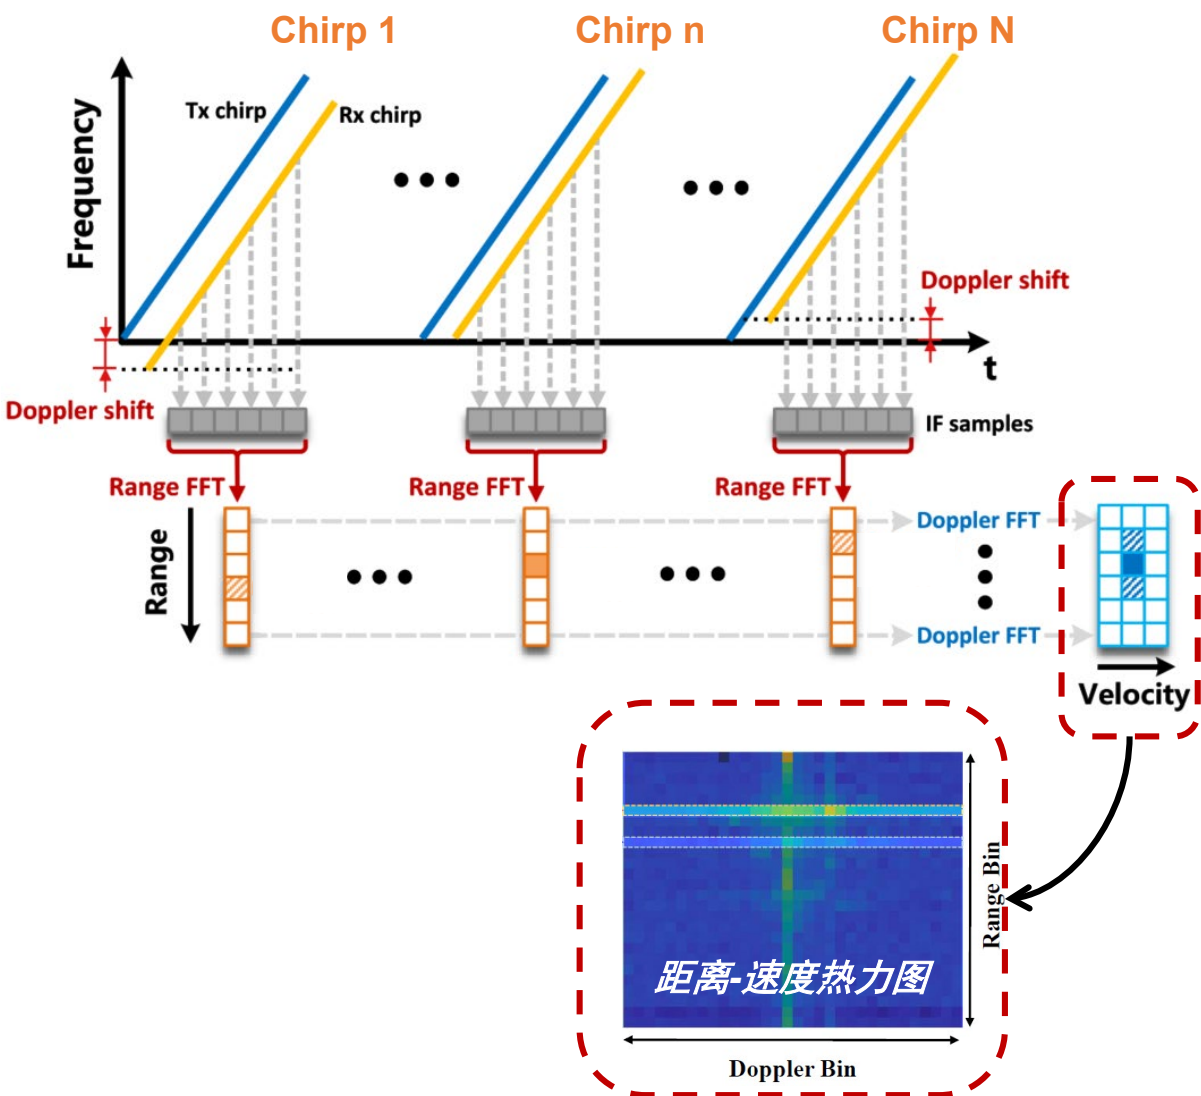 Chirp 1
Chirp n
Chirp N
Frequency
Tx chirp
Rx chirp
Doppler shift
t
Doppler shift
IF samples
Range FFT
Range FFT
Range FFT
Range
Doppler FFT
Doppler FFT
Velocity
距离-速度热力图
Range Bin
Doppler Bin